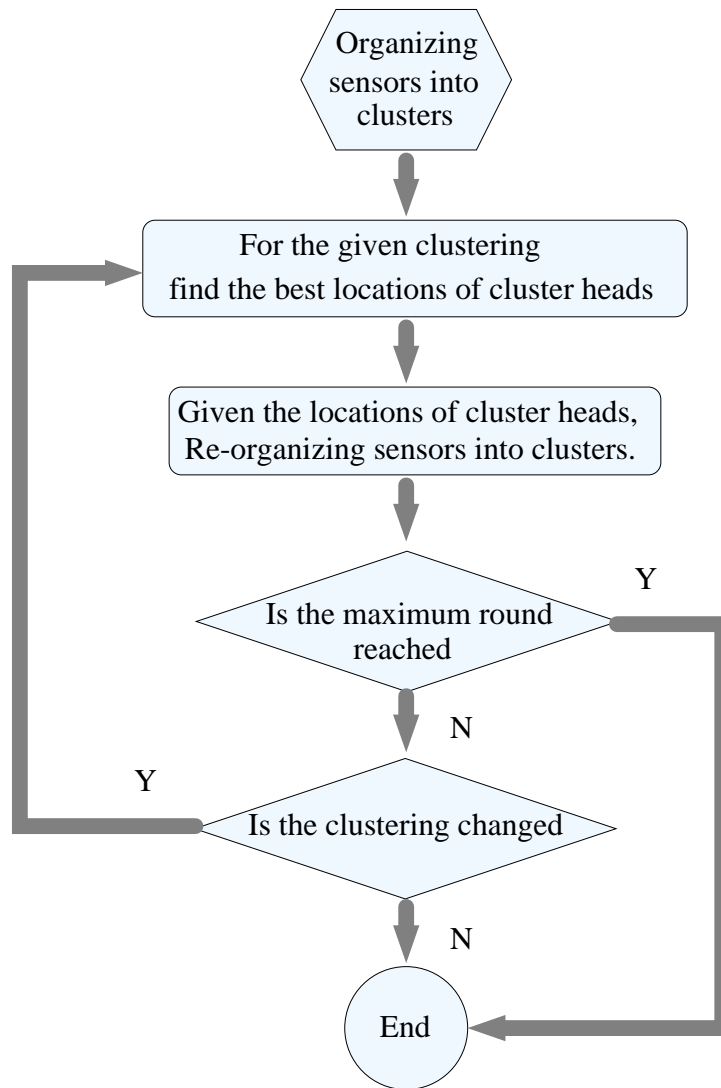 Organizing
sensors into
clusters
For the given clustering
find the best locations of cluster heads
Given the locations of cluster heads,
Re-organizing sensors into clusters.
Y
Is the maximum round
reached
N
Y
Is the clustering changed
N
End